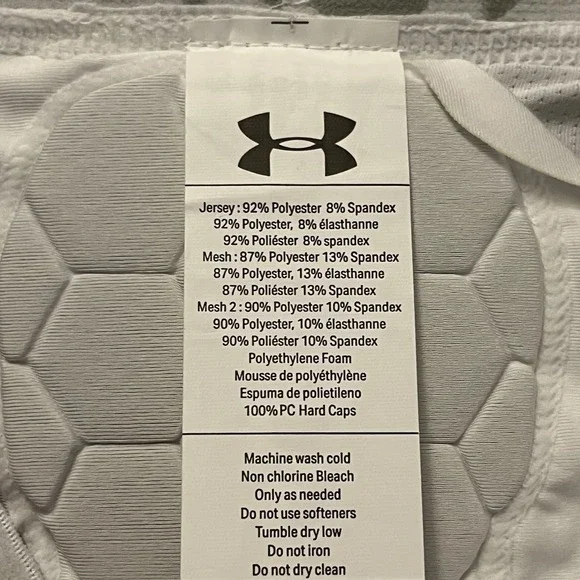 Jersey : 92% Polyester 8% Spandex
92% Polyester, 8% élasthanne
92% Poliéster 8% spandex
Mesh : 87% Polyester 13% Spandex
87% Polyester, 13% élasthanne
87% Poliéster 13% Spandex
Mesh 2 : 90% Polyester 10% Spandex
90% Polyester, 10% élasthanne
90% Poliéster 10% Spandex
Polyethylene Foam
Mousse de polyéthylène
Espuma de polietileno
100% PC Hard Caps
Machine wash cold
Non chlorine Bleach
Only as needed
Do not use softeners
Tumble dry low
Do not iron
Do not dry clean